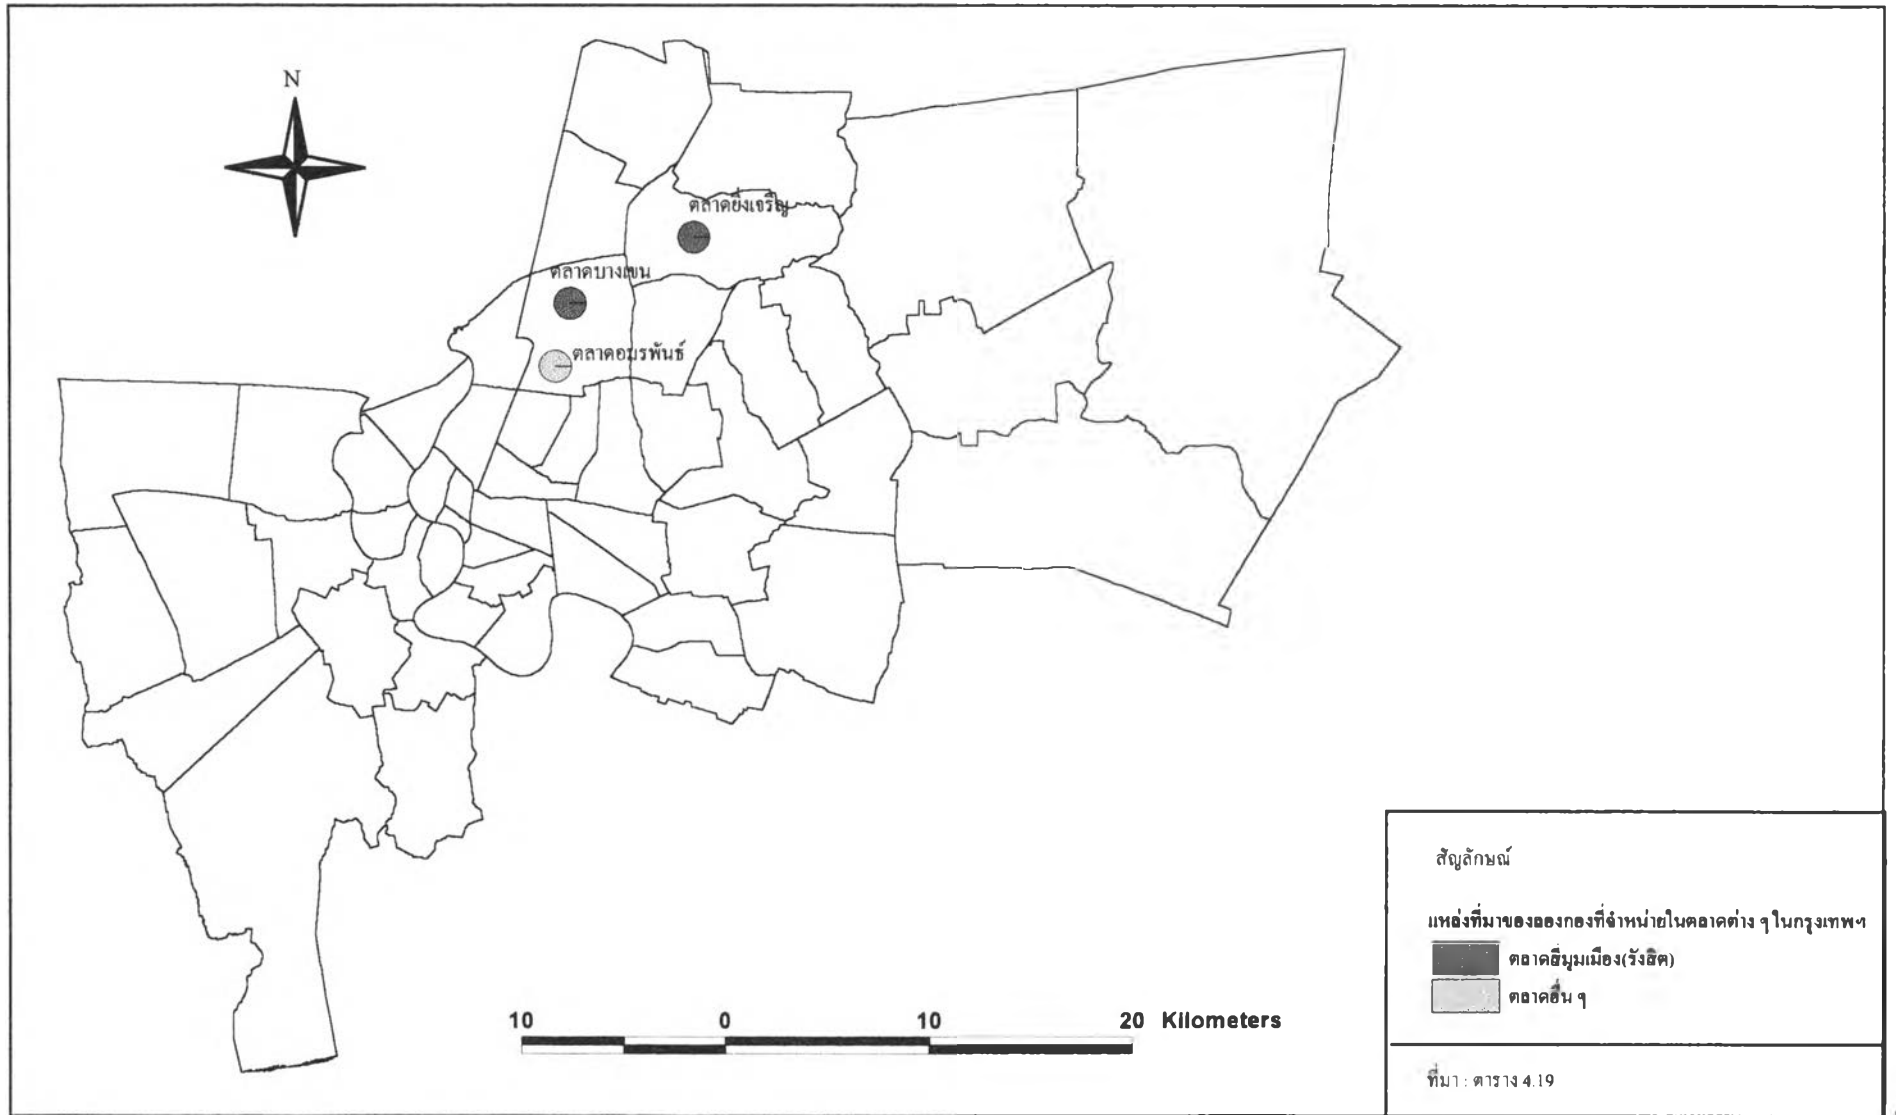 N
ตลาดยิ่งเจริญ
ตลาดบางเขน
ตลาดอมรพันธ์
10 0 10 20 Kilometers
สัญลักษณ์
แหล่งที่มาของลองกองที่จำหน่ายในตลาดต่าง ๆ ในกรุงเทพฯ
ตลาดสี่มุมเมือง(รังสิต)
ตลาดอื่น ๆ
ที่มา : ตาราง 4.19